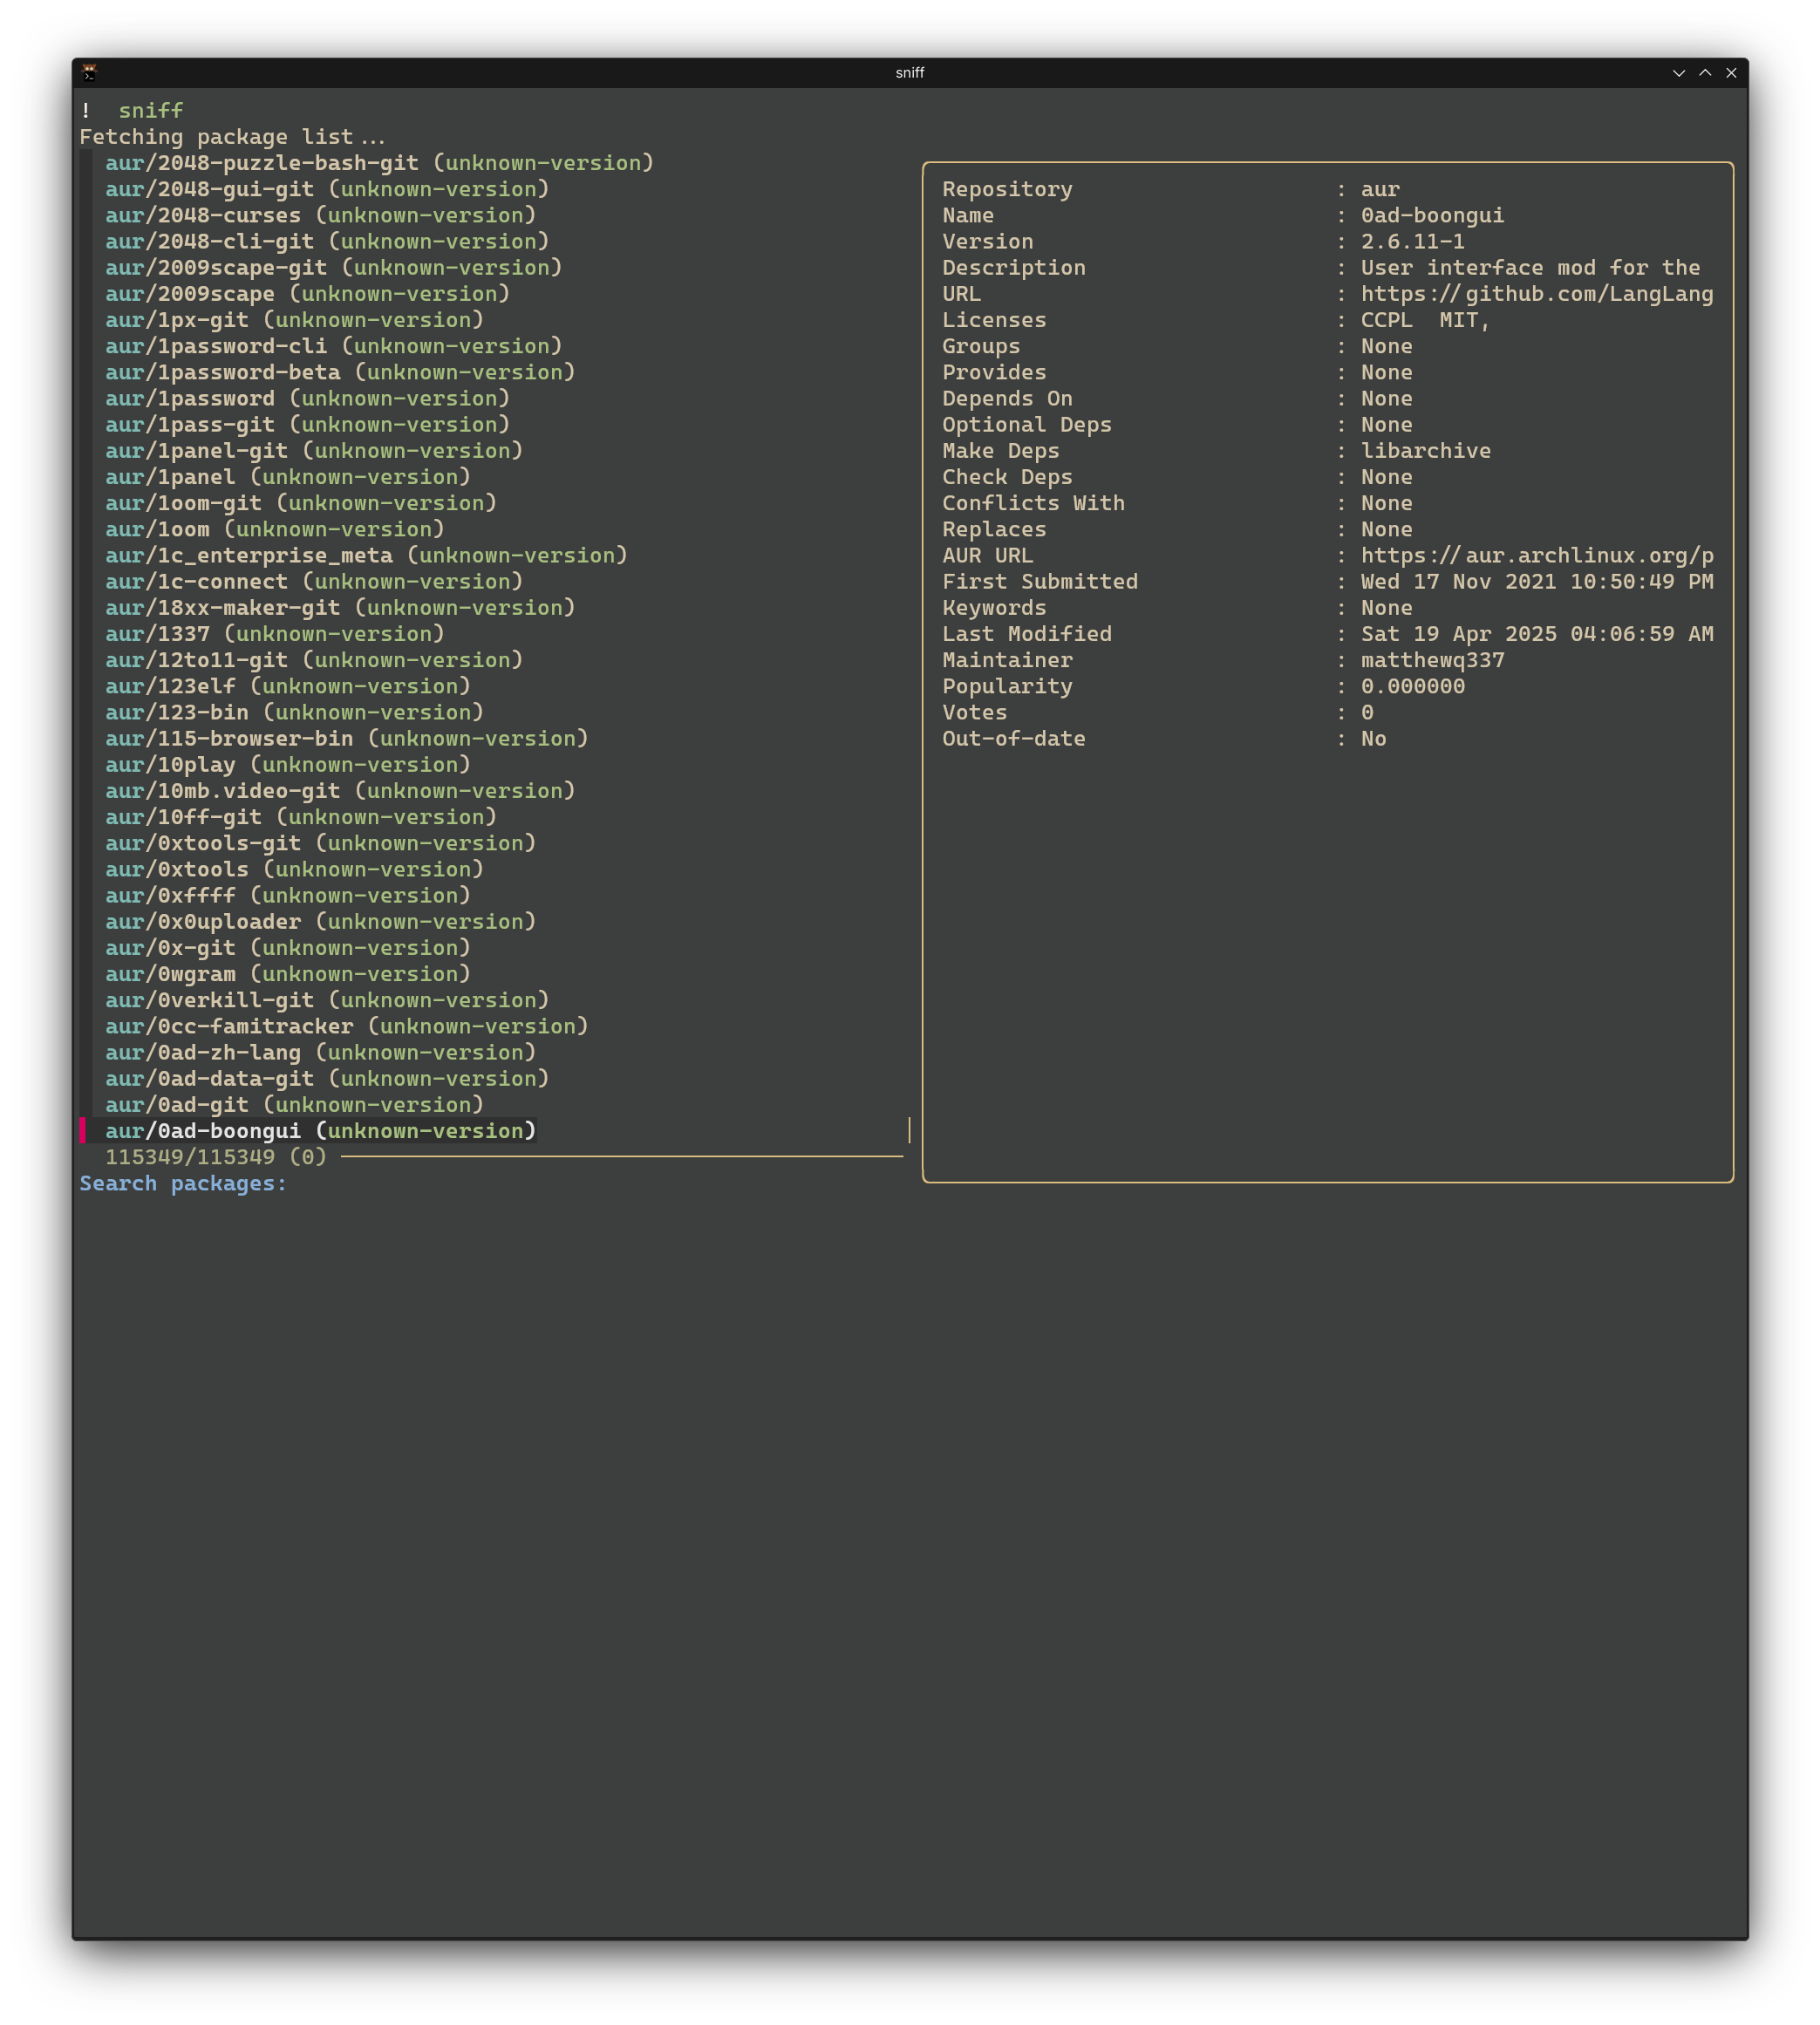 sniff
! sniff
Fetching package list...
aur/2048-puzzle-bash-git (unknown-version)
aur/2048-gui-git (unknown-version)
aur/2048-curses (unknown-version)
aur/2048-cli-git (unknown-version)
aur/2009scape-git (unknown-version)
aur/2009scape (unknown-version)
aur/1px-git (unknown-version)
aur/1password-cli (unknown-version)
aur/1password-beta (unknown-version)
aur/1password (unknown-version)
aur/1pass-git (unknown-version)
aur/1panel-git (unknown-version)
aur/1panel (unknown-version)
aur/1oom-git (unknown-version)
aur/1oom (unknown-version)
aur/1c_enterprise_meta (unknown-version)
aur/1c-connect (unknown-version)
aur/18xx-maker-git (unknown-version)
aur/1337 (unknown-version)
aur/12to11-git (unknown-version)
aur/123elf (unknown-version)
aur/123-bin (unknown-version)
aur/115-browser-bin (unknown-version)
aur/10play (unknown-version)
aur/10mb.video-git (unknown-version)
aur/10ff-git (unknown-version)
aur/0xtools-git (unknown-version)
aur/0xtools (unknown-version)
aur/0xffff (unknown-version)
aur/0x0uploader (unknown-version)
aur/0x-git (unknown-version)
aur/0wgram (unknown-version)
aur/0verkill-git (unknown-version)
aur/0cc-famitracker (unknown-version)
aur/0ad-zh-lang (unknown-version)
aur/0ad-data-git (unknown-version)
aur/0ad-git (unknown-version)
aur/0ad-boongui (unknown-version)
115349/115349 (0)
Search packages:
Repository : aur
Name : 0ad-boongui
Version : 2.6.11-1
Description : User interface mod for the
URL : https://github.com/LangLang
Licenses : CCPL  MIT,
Groups : None
Provides : None
Depends On : None
Optional Deps : None
Make Deps : libarchive
Check Deps : None
Conflicts With : None
Replaces : None
AUR URL : https://aur.archlinux.org/p
First Submitted : Wed 17 Nov 2021 10:50:49 PM
Keywords : None
Last Modified : Sat 19 Apr 2025 04:06:59 AM
Maintainer : matthewq337
Popularity : 0.000000
Votes : 0
Out-of-date : No